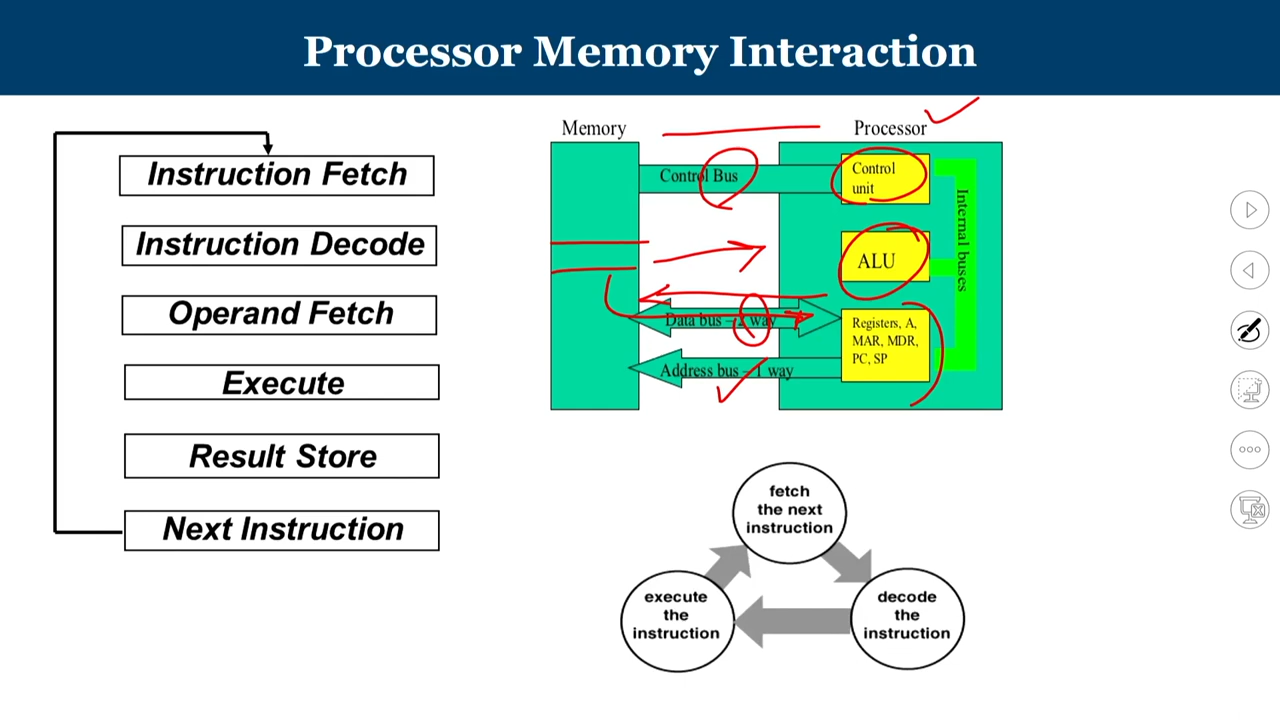 Processor Memory Interaction
Instruction Fetch
Instruction Decode
Operand Fetch
Execute
Result Store
Next Instruction
Memory
Processor
Control Bus
Control
unit
ALU
Internal buses
Data bus – 2 way
Registers, A,
MAR, MDR,
PC, SP
Address bus – 1 way
fetch
the next
instruction
execute
the
instruction
decode
the
instruction